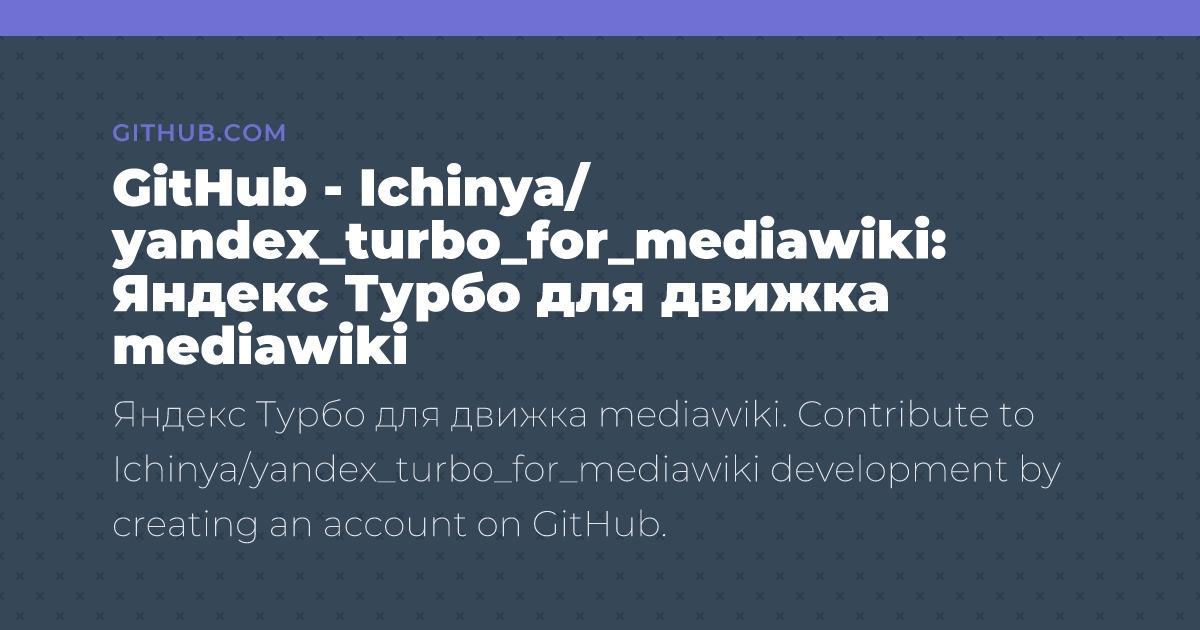 GITHUB.COM
GitHub - Ichinya/
yandex_turbo_for_mediawiki:
Яндекс Турбо для движка
mediawiki
Яндекс Турбо для движка mediawiki. Contribute to
Ichinya/yandex_turbo_for_mediawiki development by
creating an account on GitHub.